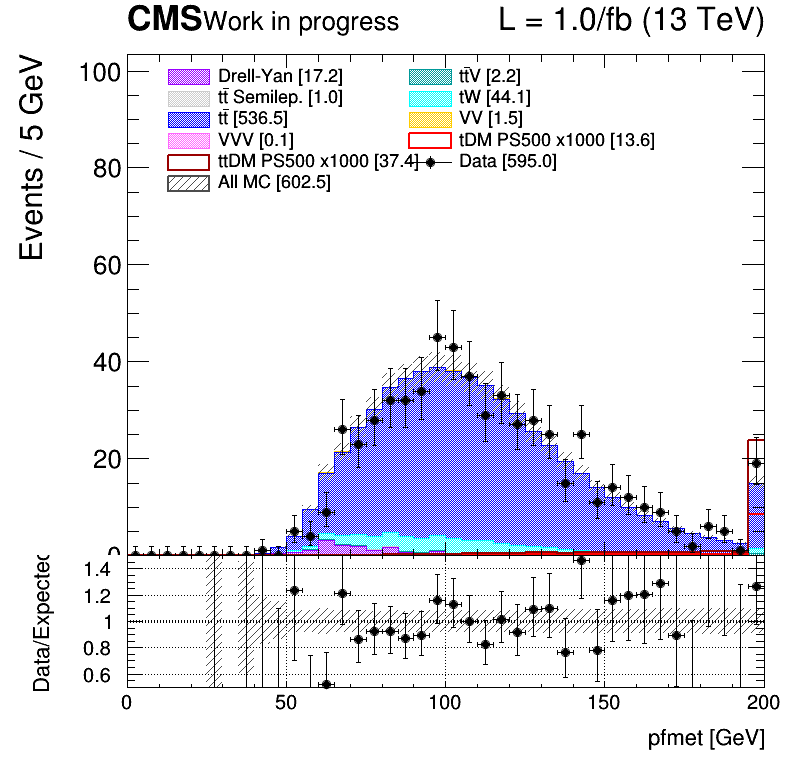 CMS Work in progress L = 1.0/fb (13 TeV)
Events / 5 GeV
100
80
60
40
20
0
Drell-Yan [17.2]
tt̄V [2.2]
tt̄ Semilep. [1.0]
tW [44.1]
tt̄ [536.5]
VV [1.5]
VVV [0.1]
tDM PS500 x1000 [13.6]
ttDM PS500 x1000 [37.4]
Data [595.0]
All MC [602.5]
Data/Expected
1.4
1.2
1
0.8
0.6
0 50 100 150 200
pfmet [GeV]